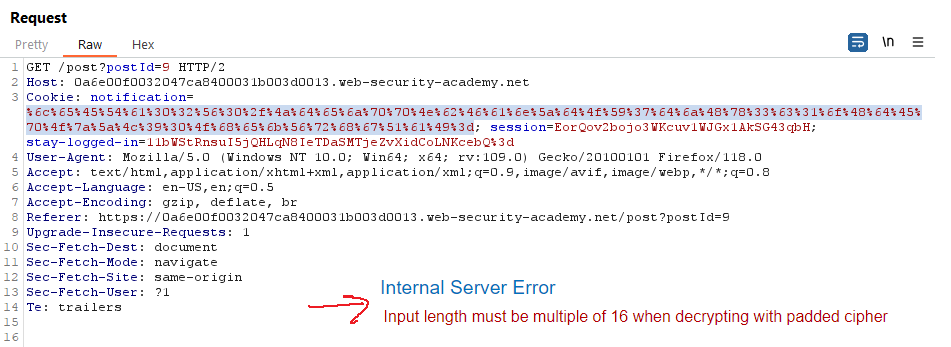 Request
Pretty Raw Hex \n
1 GET /post?postId=9 HTTP/2
2 Host: 0a6e00f0032047ca8400031b003d0013.web-security-academy.net
3 Cookie: notification=
%6c%65%45%54%61%30%32%56%30%2f%4a%64%65%6a%70%70%4e%62%46%61%6e%5a%64%4f%59%37%64%6a%48%78%33%63%31%6f%48%64%45%
70%4f%7a%5a%4c%39%30%4f%68%65%6b%56%72%68%67%51%61%49%3d; session=EorQov2bojo3WKcuv1WJGx1AkSG43qbH;
stay-logged-in=11bWStRnsuI5jQHLqN8IeTDaSMTjeZvXidCoLNKcebQ%3d
4 User-Agent: Mozilla/5.0 (Windows NT 10.0; Win64; x64; rv:109.0) Gecko/20100101 Firefox/118.0
5 Accept: text/html,application/xhtml+xml,application/xml;q=0.9,image/avif,image/webp,*/*;q=0.8
6 Accept-Language: en-US,en;q=0.5
7 Accept-Encoding: gzip, deflate, br
8 Referer: https://0a6e00f0032047ca8400031b003d0013.web-security-academy.net/post?postId=9
9 Upgrade-Insecure-Requests: 1
10 Sec-Fetch-Dest: document
11 Sec-Fetch-Mode: navigate
12 Sec-Fetch-Site: same-origin
13 Sec-Fetch-User: ?1
14 Te: trailers
15
16
Internal Server Error
Input length must be multiple of 16 when decrypting with padded cipher